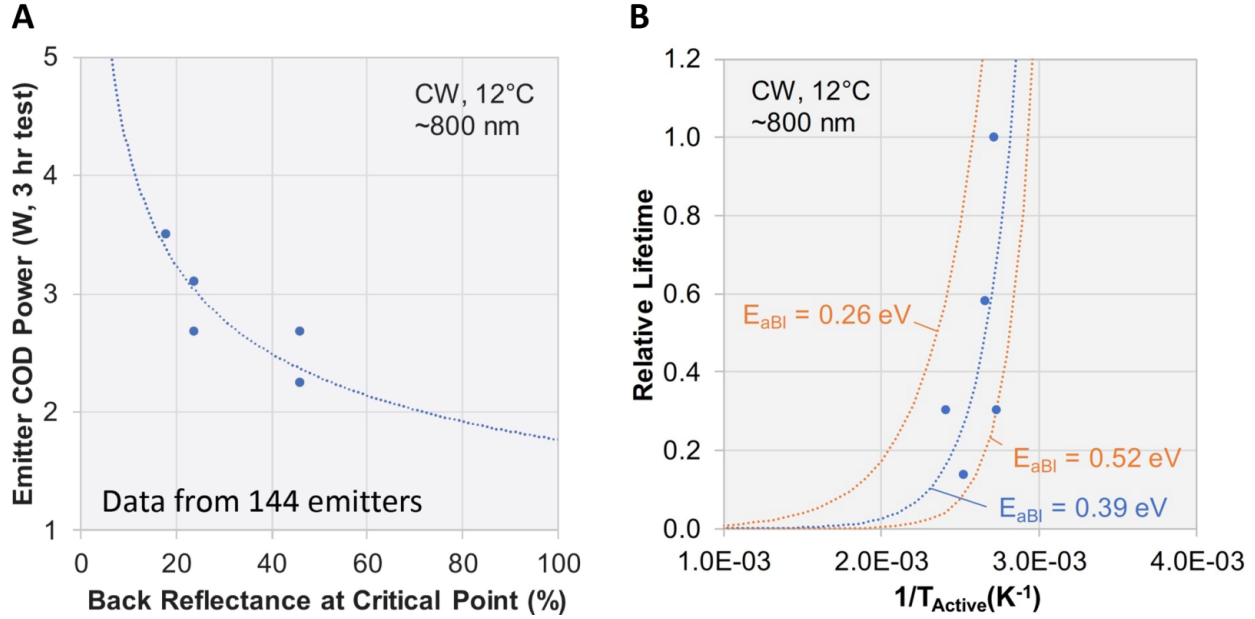 A
Emitter COD Power (W, 3 hr test)
5
4
3
2
1
CW, 12°C
~800 nm
Data from 144 emitters
0
20
40
60
80
100
Back Reflectance at Critical Point (%)
B
Relative Lifetime
1.2
1.0
0.8
0.6
0.4
0.2
0.0
CW, 12°C
~800 nm
EaBI = 0.26 eV
EaBI = 0.52 eV
EaBI = 0.39 eV
1.0E-03
2.0E-03
3.0E-03
4.0E-03
1/TActive(K-1)